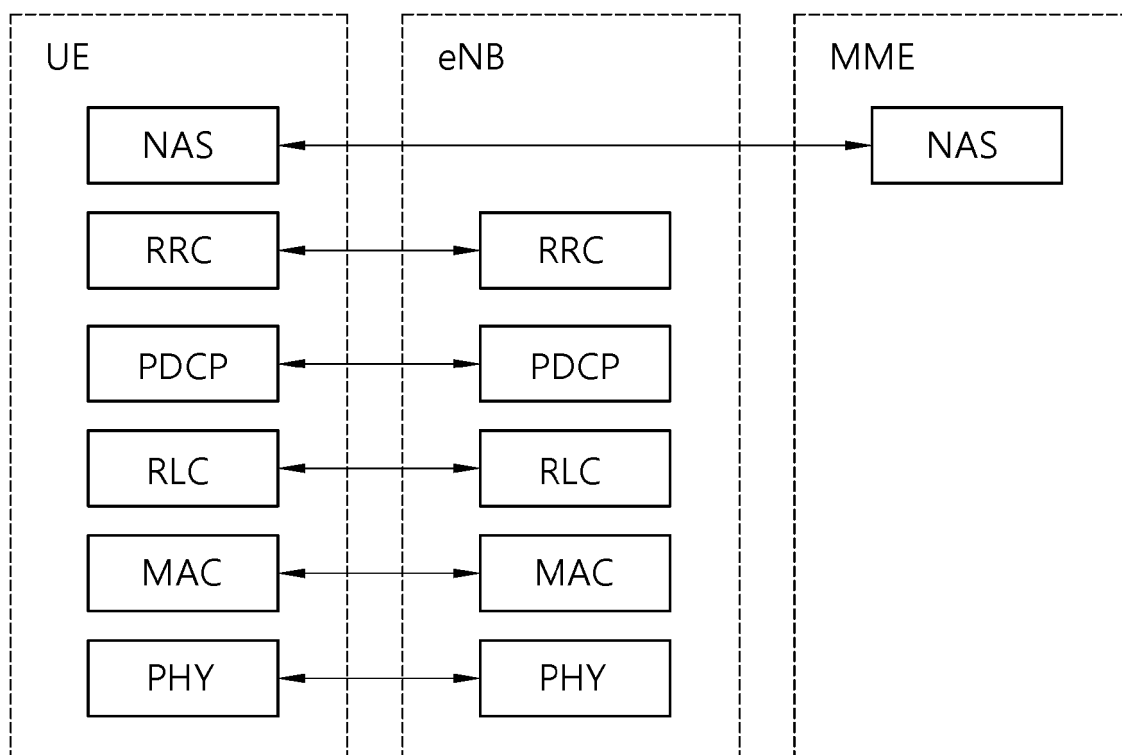 UE eNB MME
NAS NAS
RRC RRC
PDCP PDCP
RLC RLC
MAC MAC
PHY PHY